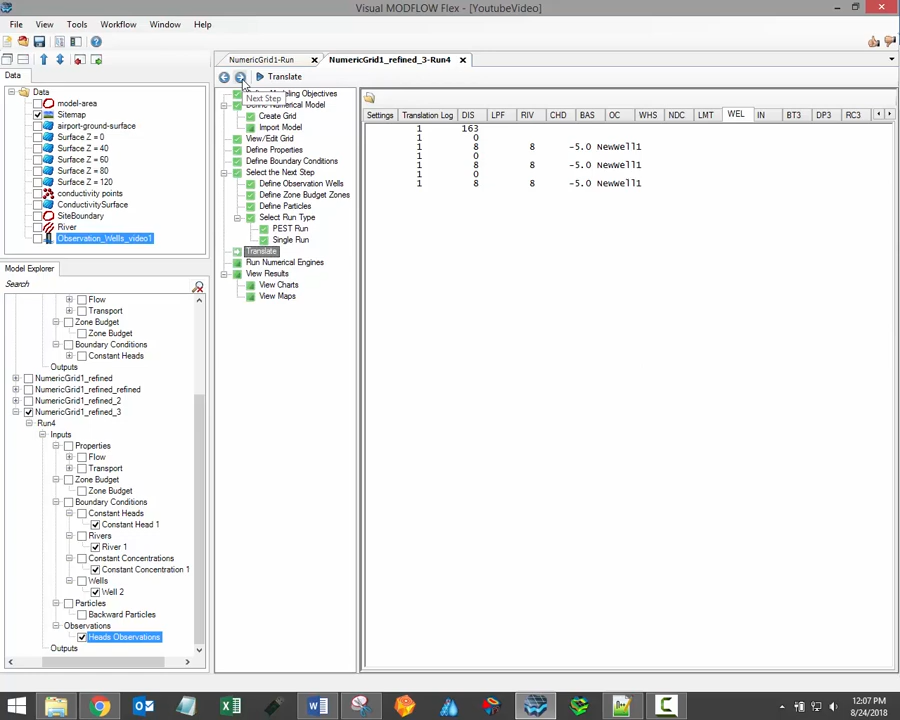 Visual MODFLOW Flex - [YoutubeVideo]
File View Tools Workflow Window Help
Data
Data
model-area
Sitemap
airport-ground-surface
Surface Z = 0
Surface Z = 40
Surface Z = 60
Surface Z = 80
Surface Z = 120
conductivity points
ConductivitySurface
SiteBoundary
River
Observation_Wells_video1
Model Explorer
Search
Flow
Transport
Zone Budget
Zone Budget
Boundary Conditions
Constant Heads
Outputs
NumericGrid1_refined
NumericGrid1_refined_refined
NumericGrid1_refined_2
NumericGrid1_refined_3
Run4
Inputs
Properties
Flow
Transport
Zone Budget
Zone Budget
Boundary Conditions
Constant Heads
Constant Head 1
Rivers
River 1
Constant Concentrations
Constant Concentration 1
Wells
Well 2
Particles
Backward Particles
Observations
Heads Observations
Outputs
NumericGrid1-Run NumericGrid1_refined_3-Run4
Translate
Next Step
eling Objectives
Define Numerical Model
Create Grid
Import Model
View/Edit Grid
Define Properties
Define Boundary Conditions
Select the Next Step
Define Observation Wells
Define Zone Budget Zones
Define Particles
Select Run Type
PEST Run
Single Run
Translate
Run Numerical Engines
View Results
View Charts
View Maps
Settings Translation Log DIS LPF RIV CHD BAS OC WHS NDC LMT WEL BT3 DP3 RC3
1 163
1 0
1 8 8 -5.0 NewWell1
1 0
1 8 8 -5.0 NewWell1
1 0
1 8 8 -5.0 NewWell1
12:07 PM
8/24/2018